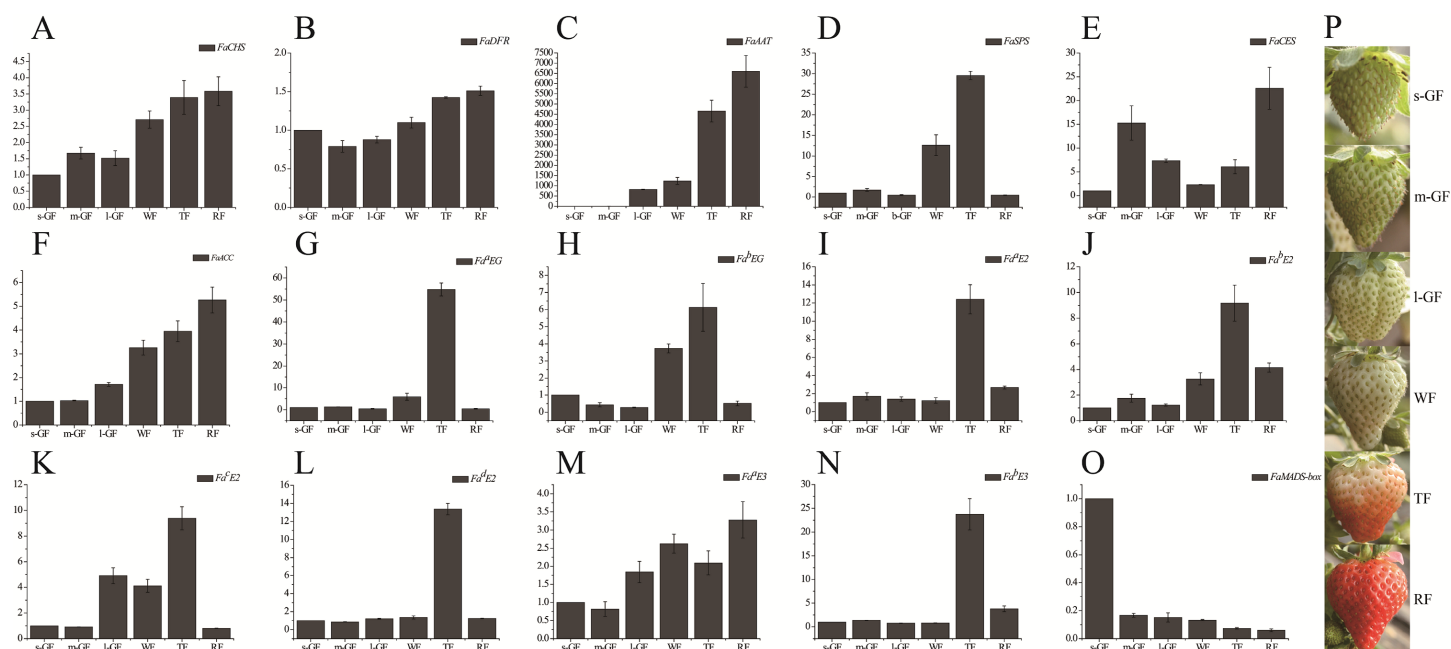 A
FaCHS
4.5
4.0
3.5
3.0
2.5
2.0
1.5
1.0
0.5
0.0
s-GF m-GF l-GF WF TF RF
B
FaDFR
2.0
1.5
1.0
0.5
0.0
s-GF m-GF l-GF WF TF RF
C
FaAAT
7500
7000
6500
6000
5500
5000
4500
4000
3500
3000
2500
2000
1500
1000
500
0
s-GF m-GF l-GF WF TF RF
D
FaSPS
35
30
25
20
15
10
5
0
s-GF m-GF b-GF WF TF RF
E
FaCES
30
25
20
15
10
5
0
s-GF m-GF l-GF WF TF RF
F
FaACC
6
5
4
3
2
1
0
s-GF m-GF l-GF WF TF RF
G
FaᵃEG
60
50
40
30
20
10
0
s-GF m-GF l-GF WF TF RF
H
FaᵇEG
8
7
6
5
4
3
2
1
0
s-GF m-GF l-GF WF TF RF
I
FaᵃE2
16
14
12
10
8
6
4
2
0
s-GF m-GF l-GF WF TF RF
J
FaᵇE2
12
10
8
6
4
2
0
s-GF m-GF l-GF WF TF RF
K
FaᶜE2
12
10
8
6
4
2
0
s-GF m-GF l-GF WF TF RF
L
FaᵈE2
16
14
12
10
8
6
4
2
0
s-GF m-GF l-GF WF TF RF
M
FaᵃE3
4.0
3.5
3.0
2.5
2.0
1.5
1.0
0.5
0.0
s-GF m-GF l-GF WF TF RF
N
FaᵇE3
30
25
20
15
10
5
0
s-GF m-GF l-GF WF TF RF
O
FaMADS-box
1.0
0.8
0.6
0.4
0.2
0.0
s-GF m-GF l-GF WF TF RF
P
s-GF
m-GF
l-GF
WF
TF
RF